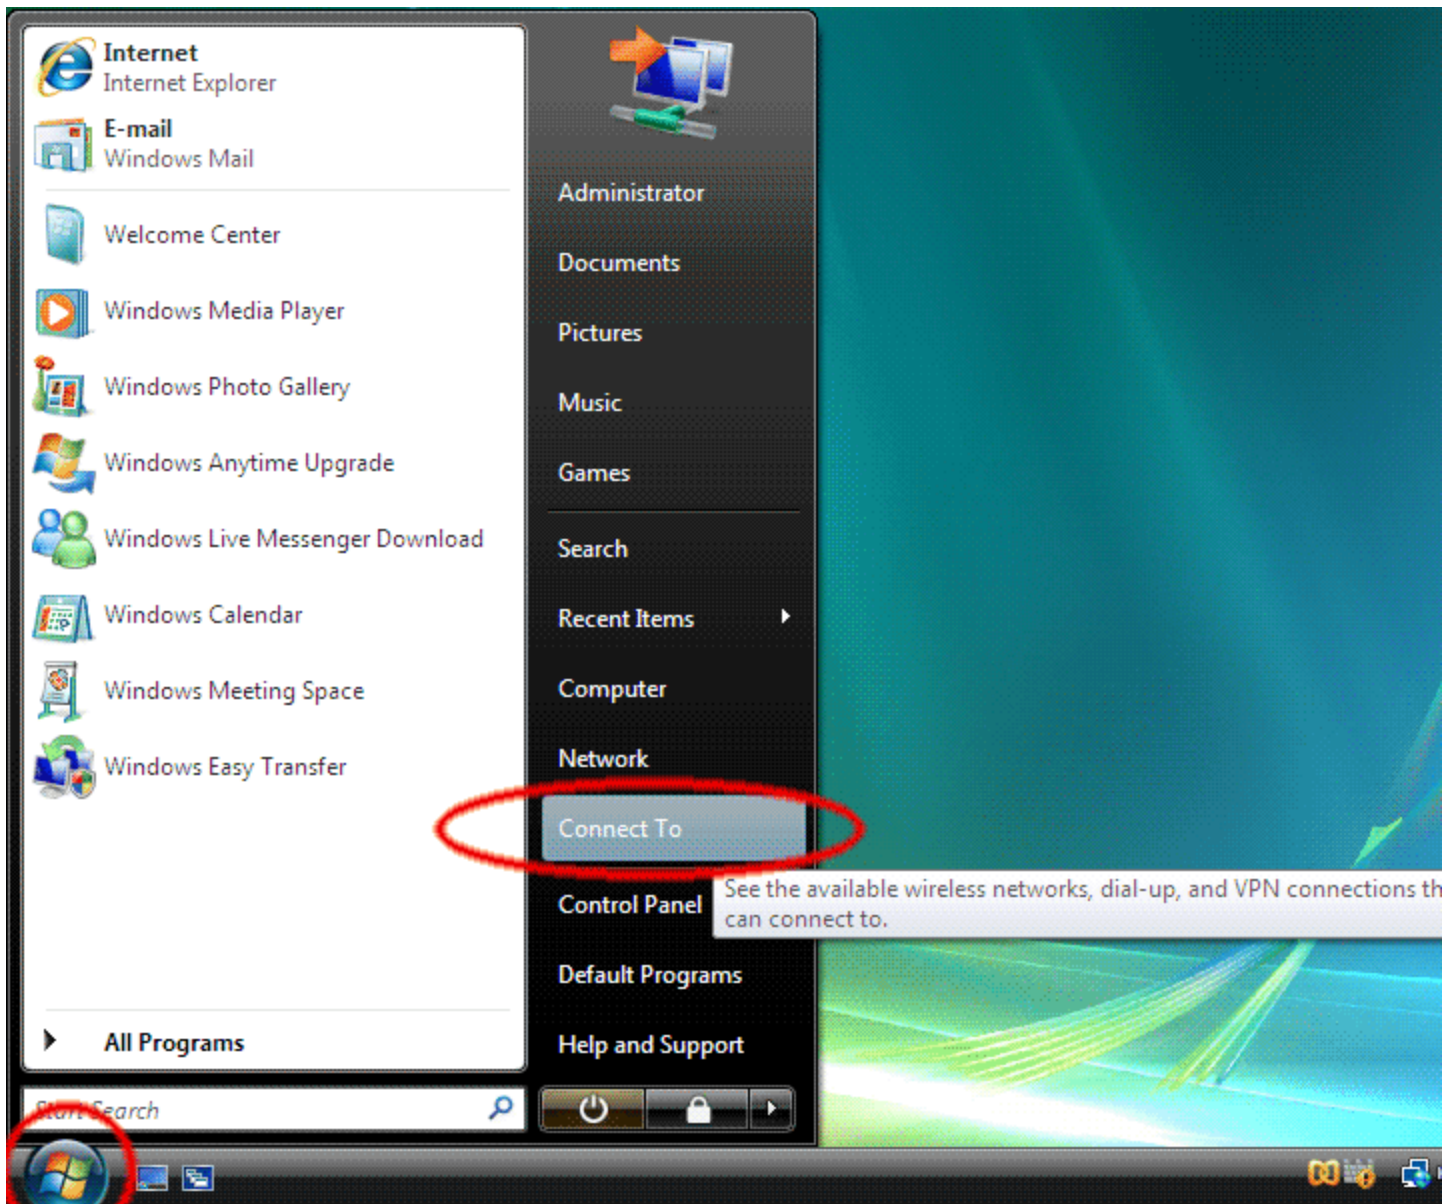 Internet
Internet Explorer
E-mail
Windows Mail
Welcome Center
Windows Media Player
Windows Photo Gallery
Windows Anytime Upgrade
Windows Live Messenger Download
Windows Calendar
Windows Meeting Space
Windows Easy Transfer
All Programs
Start Search
Administrator
Documents
Pictures
Music
Games
Search
Recent Items
Computer
Network
Connect To
Control Panel
Default Programs
Help and Support
See the available wireless networks, dial-up, and VPN connections
can connect to.